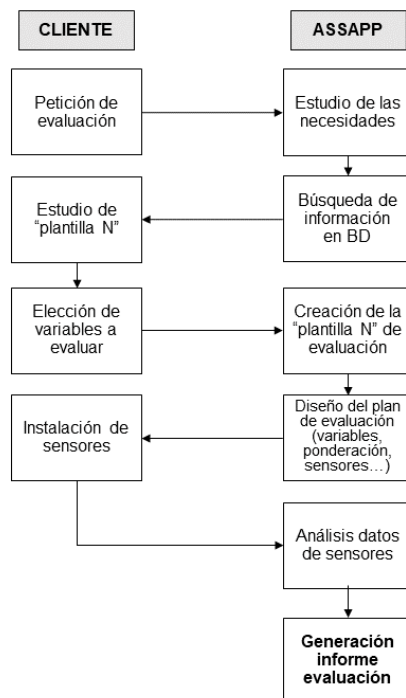 CLIENTE
ASSAPP
Petición de
evaluación
Estudio de las
necesidades
Estudio de
“plantilla N”
Búsqueda de
información
en BD
Elección de
variables a
evaluar
Creación de la
“plantilla N” de
evaluación
Instalación de
sensores
Diseño del plan
de evaluación
(variables,
ponderación,
sensores…)
Análisis datos
de sensores
Generación
informe
evaluación